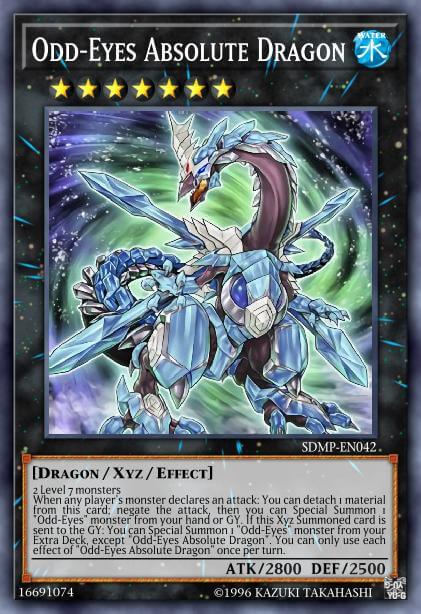 Odd-Eyes Absolute Dragon
WATER
水
SDMP-EN042
[Dragon / Xyz / Effect]
2 Level 7 monsters
When any player's monster declares an attack: You can detach 1 material
from this card; negate the attack, then you can Special Summon 1
"Odd-Eyes" monster from your hand or GY. If this Xyz Summoned card is
sent to the GY: You can Special Summon 1 "Odd-Eyes" monster from your
Extra Deck, except "Odd-Eyes Absolute Dragon". You can only use each
effect of "Odd-Eyes Absolute Dragon" once per turn.
ATK/2800 DEF/2500
16691074
©1996 KAZUKI TAKAHASHI